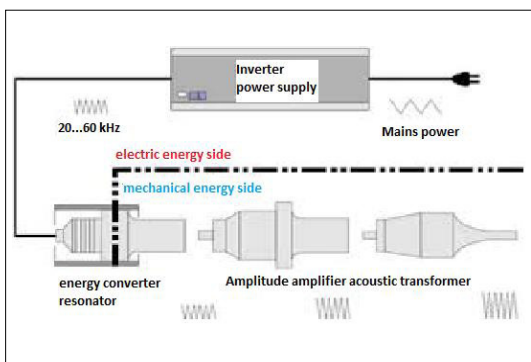 Inverter
power supply
20...60 kHz
Mains power
electric energy side
mechanical energy side
energy converter
resonator
Amplitude amplifier acoustic transformer